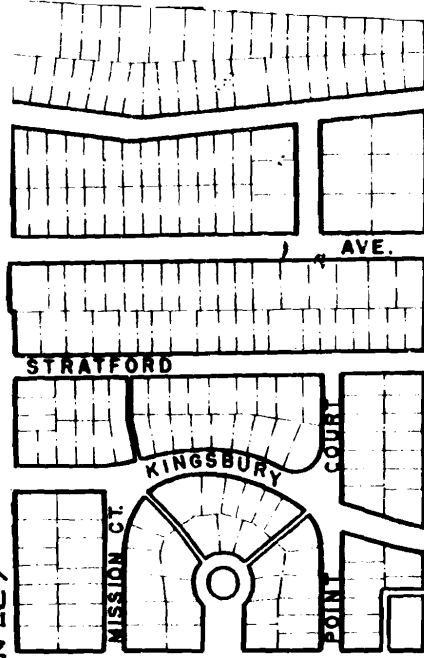 AVE.
STRATFORD
KINGSBURY
COURT
MISSION CT.
POINT